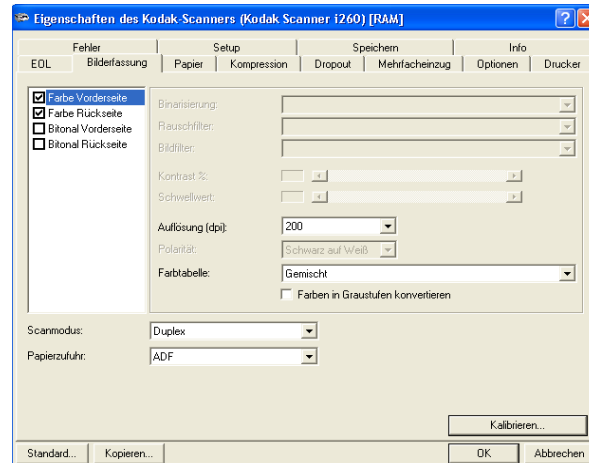 Eigenschaften des Kodak-Scanners (Kodak Scanner i260) [RAM]
Fehler Setup Speichern Info
EOL Bilderfassung Papier Kompression Dropout Mehrfacheinzug Optionen Drucker
Farbe Vorderseite
Farbe Rückseite
Bitonal Vorderseite
Bitonal Rückseite
Binarisierung:
Rauschfilter:
Bildfilter:
Kontrast %:
Schwellwert:
Auflösung (dpi): 200
Polarität: Schwarz auf Weiß
Farbtabelle: Gemischt
Farben in Graustufen konvertieren
Scanmodus: Duplex
Papierzufuhr: ADF
Kalibrieren...
Standard... Kopieren... OK Abbrechen